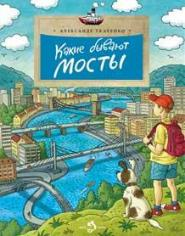 АЛЕКСАНДР ТКАЧЕНКО
Какие бывают
МОСТЫ